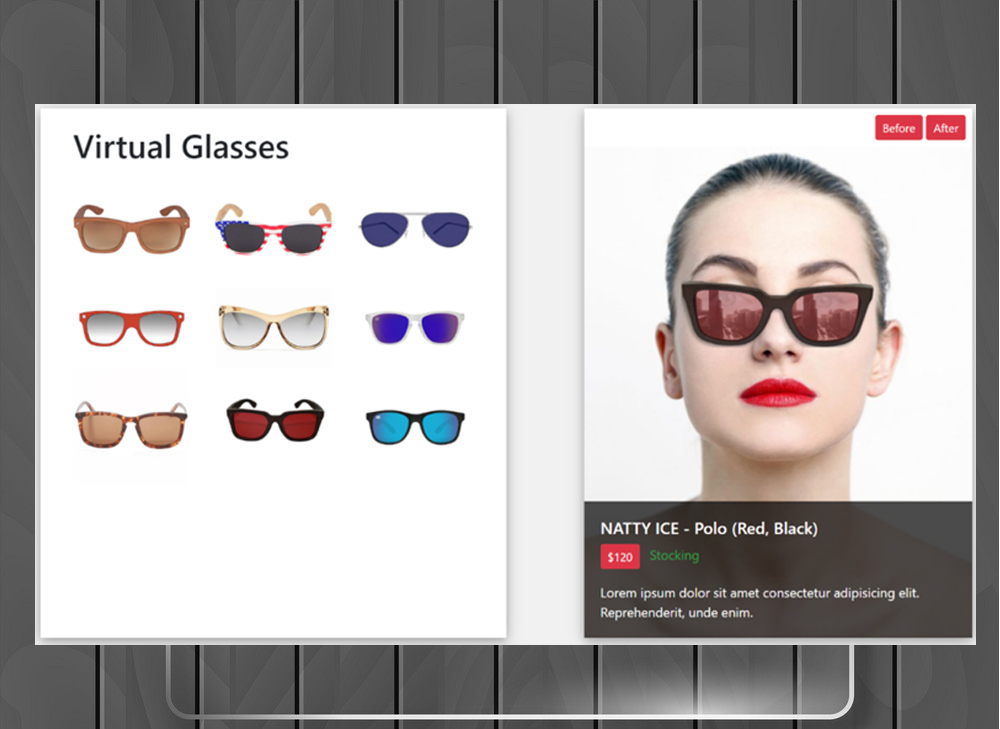 Virtual Glasses
Before
After
NATTY ICE - Polo (Red, Black)
$120
Stocking
Lorem ipsum dolor sit amet consectetur adipisicing elit.
Reprehenderit, unde enim.